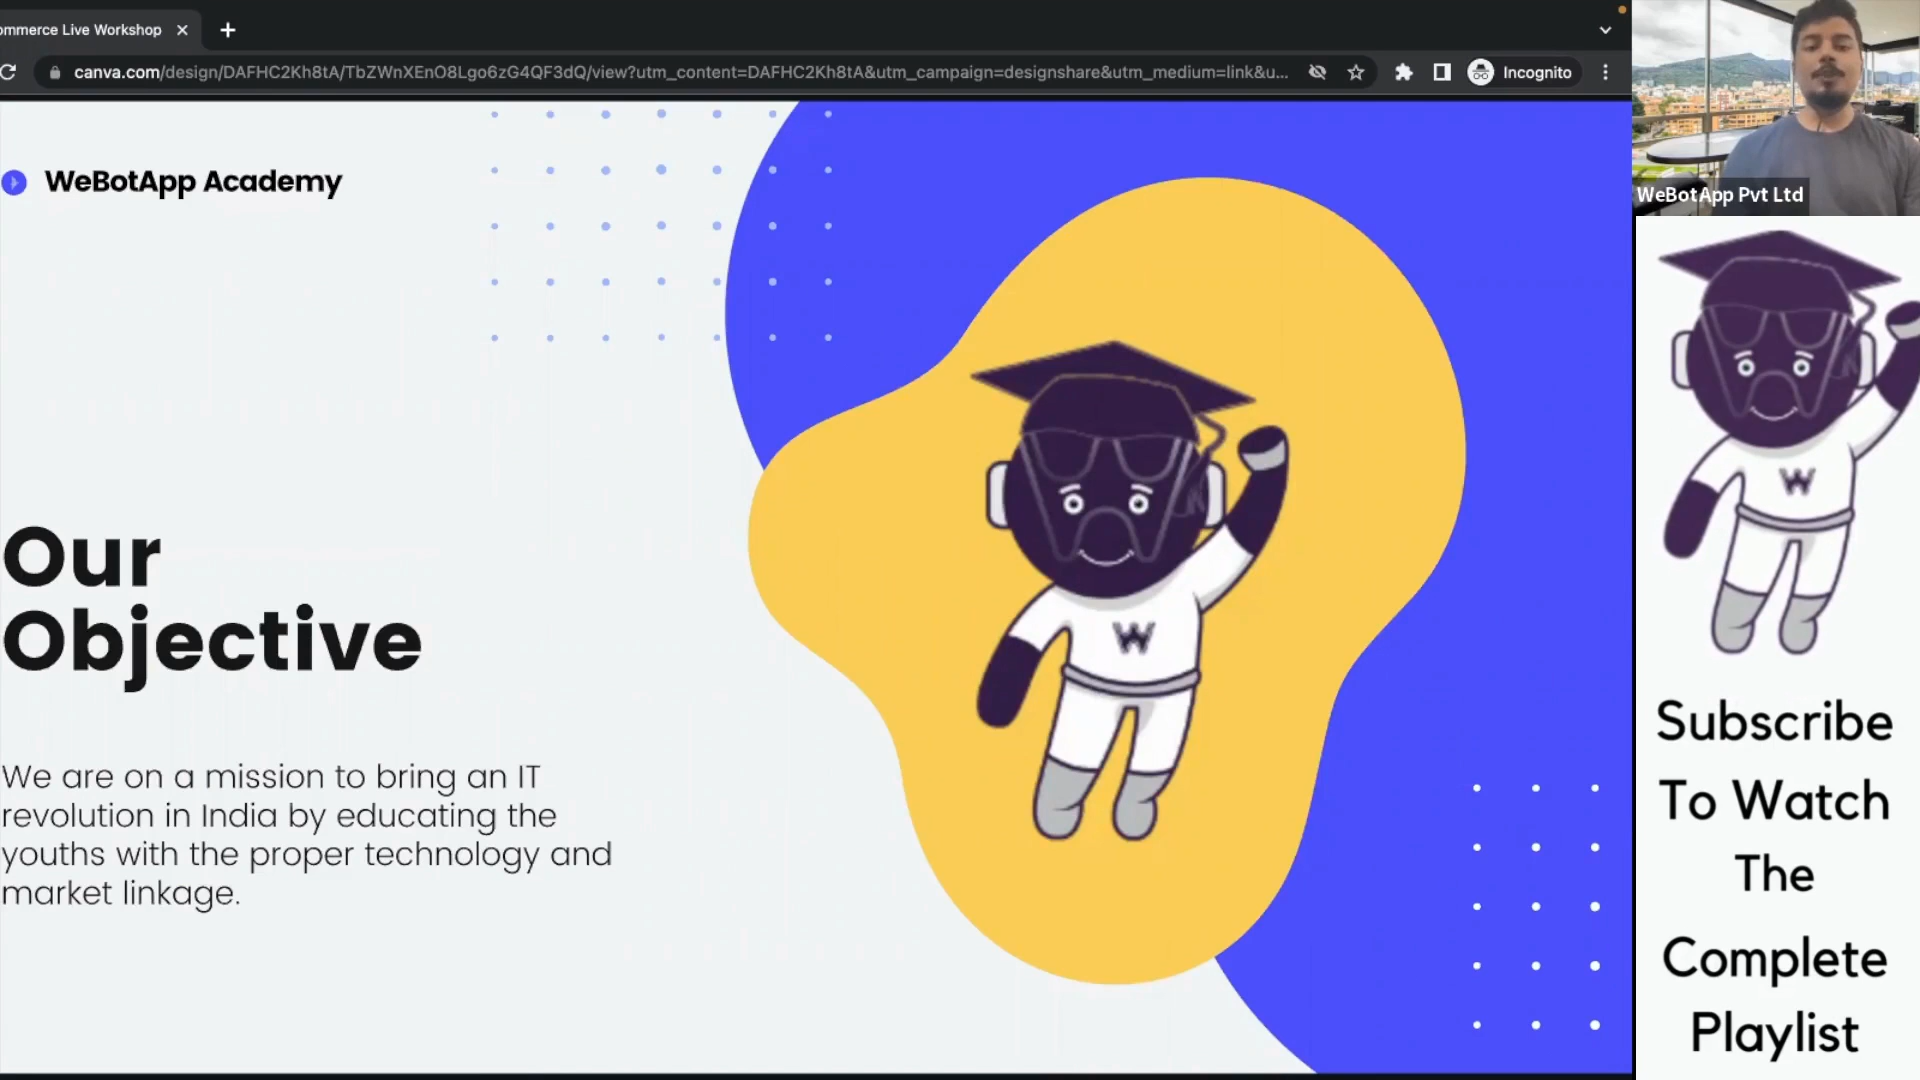 ommerce Live Workshop
canva.com/design/DAFHC2Kh8tA/TbZWnXEnO8Lgo6zG4QF3dQ/view?utm_content=DAFHC2Kh8tA&utm_campaign=designshare&utm_medium=link&u...
Incognito
WeBotApp Academy
Our
Objective
We are on a mission to bring an IT
revolution in India by educating the
youths with the proper technology and
market linkage.
W
WeBotApp Pvt Ltd
W
Subscribe
To Watch
The
Complete
Playlist